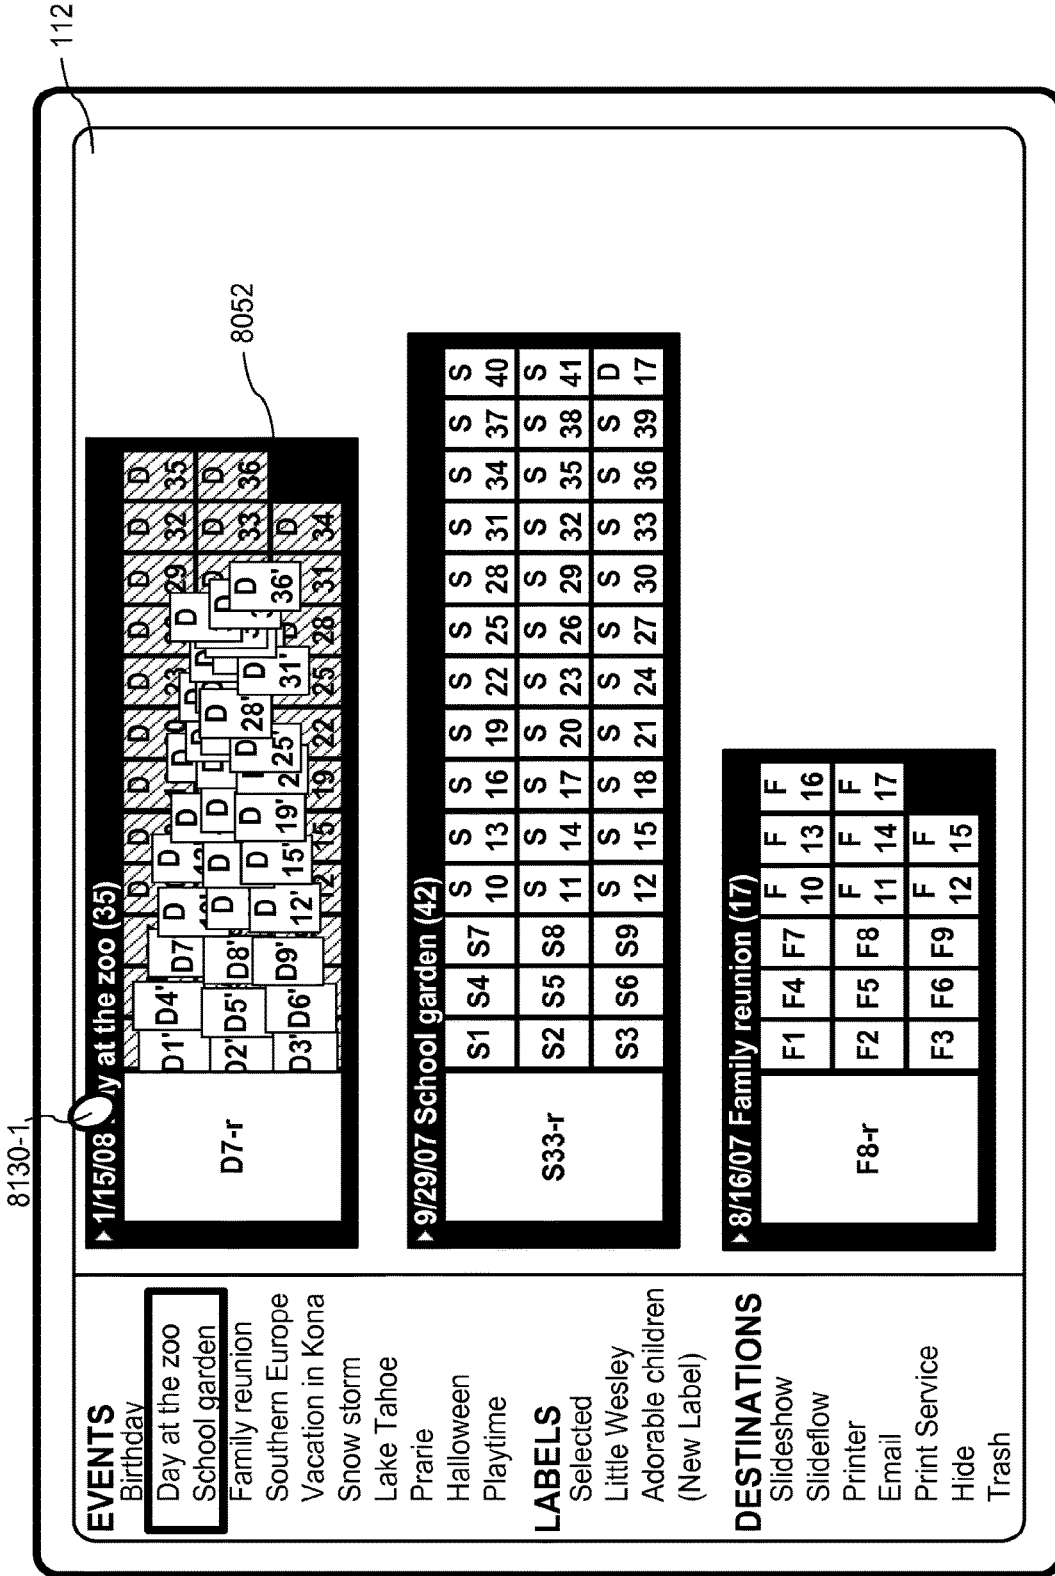 112
8130-1
8052
EVENTS
Birthday
Day at the zoo
School garden
Family reunion
Southern Europe
Vacation in Kona
Snow storm
Lake Tahoe
Prarie
Halloween
Playtime
LABELS
Selected
Little Wesley
Adorable children
(New Label)
DESTINATIONS
Slideshow
Slideflow
Printer
Email
Print Service
Hide
Trash
1/15/08 at the zoo (35)
D7-r
D1' D4' D7 D D D D D D D 29 D 32 D 35
D2' D5' D8' D D D D 28' D 33 D 36
D3' D6' D9' D 12' D 15' D 19' D 25' D 31' D 36' D 34
15 19 22 25 28 31
9/29/07 School garden (42)
S33-r
S1 S4 S7 S 10 S 13 S 16 S 19 S 22 S 25 S 28 S 31 S 34 S 37 S 40
S2 S5 S8 S 11 S 14 S 17 S 20 S 23 S 26 S 29 S 32 S 35 S 38 S 41
S3 S6 S9 S 12 S 15 S 18 S 21 S 24 S 27 S 30 S 33 S 36 S 39 D 17
8/16/07 Family reunion (17)
F8-r
F1 F4 F7 F 10 F 13 F 16
F2 F5 F8 F 11 F 14 F 17
F3 F6 F9 F 12 F 15